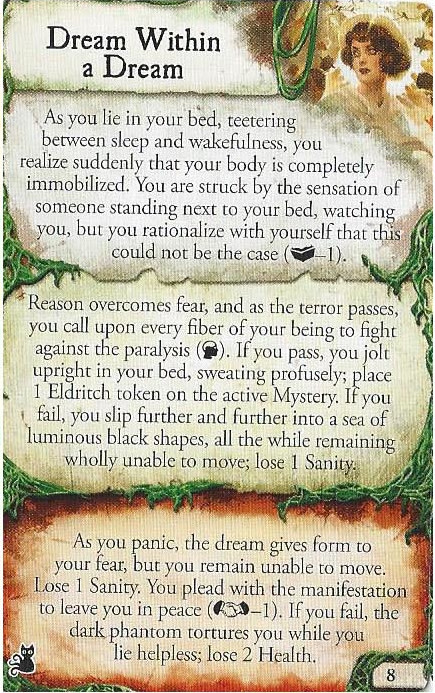 Dream Within
a Dream
As you lie in your bed, teetering
between sleep and wakefulness, you
realize suddenly that your body is completely
immobilized. You are struck by the sensation of
someone standing next to your bed, watching
you, but you rationalize with yourself that this
could not be the case ( –1).
Reason overcomes fear, and as the terror passes,
you call upon every fiber of your being to fight
against the paralysis ( ). If you pass, you jolt
upright in your bed, sweating profusely; place
1 Eldritch token on the active Mystery. If you
fail, you slip further and further into a sea of
luminous black shapes, all the while remaining
wholly unable to move; lose 1 Sanity.
As you panic, the dream gives form to
your fear, but you remain unable to move.
Lose 1 Sanity. You plead with the manifestation
to leave you in peace ( –1). If you fail, the
dark phantom tortures you while you
lie helpless; lose 2 Health.
8